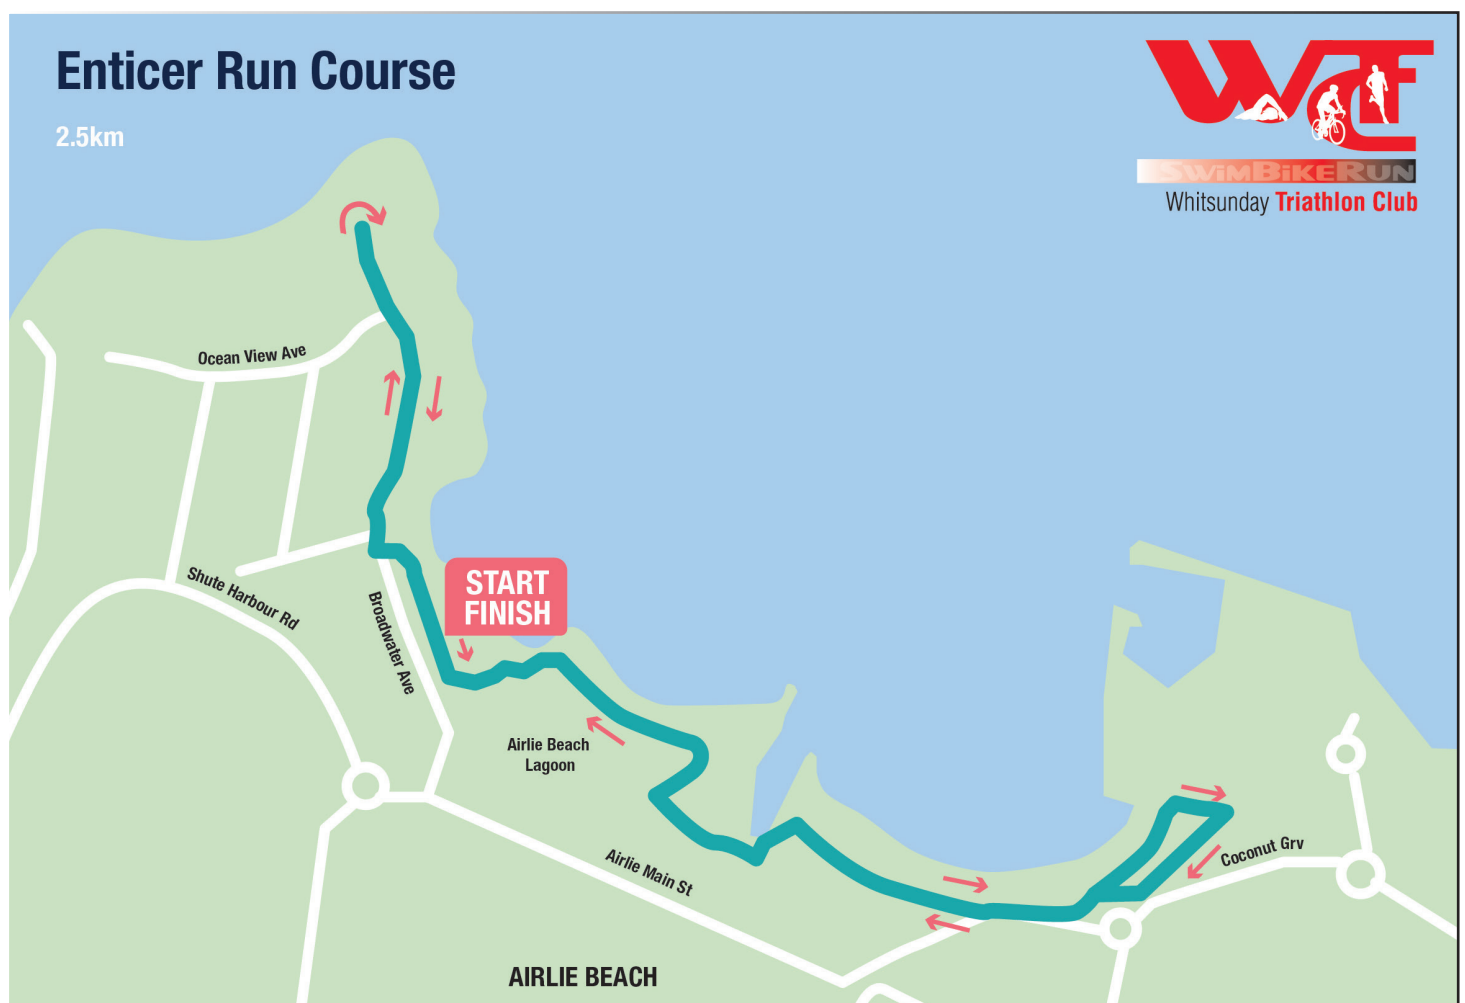 Enticer Run Course
2.5km
WTC
SWIMBIKERUN
Whitsunday Triathlon Club
Ocean View Ave
Shute Harbour Rd
Broadwater Ave
START
FINISH
Airlie Beach
Lagoon
Airlie Main St
Coconut Grv
AIRLIE BEACH